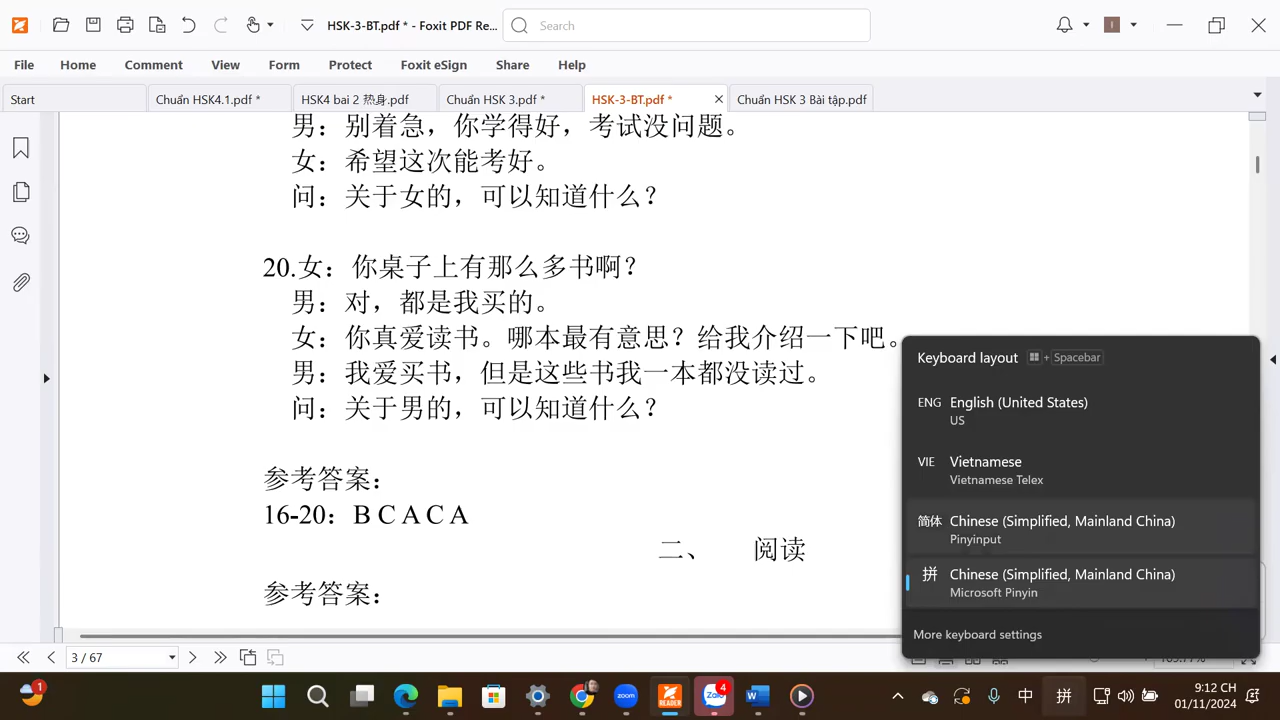 HSK-3-BT.pdf * - Foxit PDF Re...
Search
I
File Home Comment View Form Protect Foxit eSign Share Help
Start
Chuẩn HSK4.1.pdf *
HSK4 bai 2 热身.pdf
Chuẩn HSK 3.pdf *
HSK-3-BT.pdf *
Chuẩn HSK 3 Bài tập.pdf
男：别着急，你学得好，考试没问题。
女：希望这次能考好。
问：关于女的，可以知道什么？
20.女：你桌子上有那么多书啊？
男：对，都是我买的。
女：你真爱读书。哪本最有意思？给我介绍一下吧。
男：我爱买书，但是这些书我一本都没读过。
问：关于男的，可以知道什么？
参考答案：
16-20：B C A C A
二、 阅读
参考答案：
Keyboard layout + Spacebar
ENG English (United States)
US
VIE Vietnamese
Vietnamese Telex
简体 Chinese (Simplified, Mainland China)
Pinyinput
拼 Chinese (Simplified, Mainland China)
Microsoft Pinyin
More keyboard settings
3 / 67
1
zoom
READER
Zalo
4
W
中
拼
9:12 CH
01/11/2024